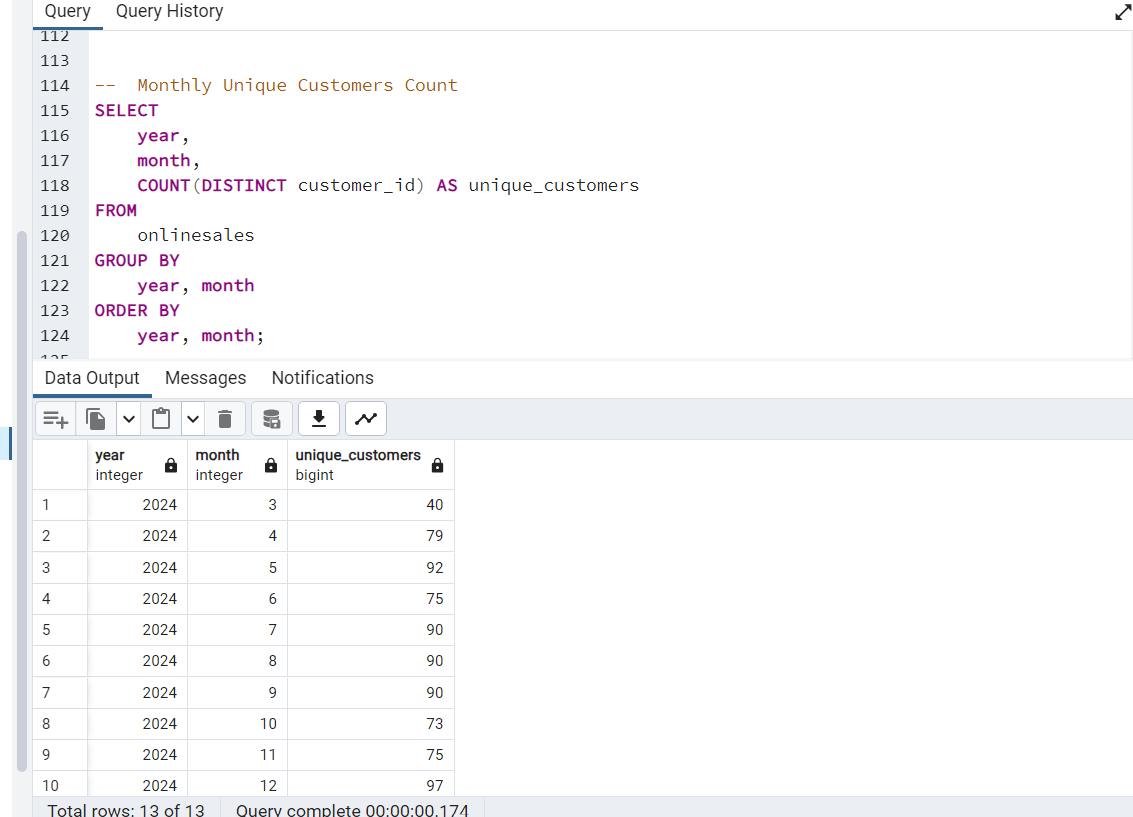 Query Query History
112
113
114 -- Monthly Unique Customers Count
115 SELECT
116 year,
117 month,
118 COUNT(DISTINCT customer_id) AS unique_customers
119 FROM
120 onlinesales
121 GROUP BY
122 year, month
123 ORDER BY
124 year, month;
125
Data Output Messages Notifications
year month unique_customers
integer integer bigint
1 2024 3 40
2 2024 4 79
3 2024 5 92
4 2024 6 75
5 2024 7 90
6 2024 8 90
7 2024 9 90
8 2024 10 73
9 2024 11 75
10 2024 12 97
Total rows: 13 of 13 Query complete 00:00:00.174